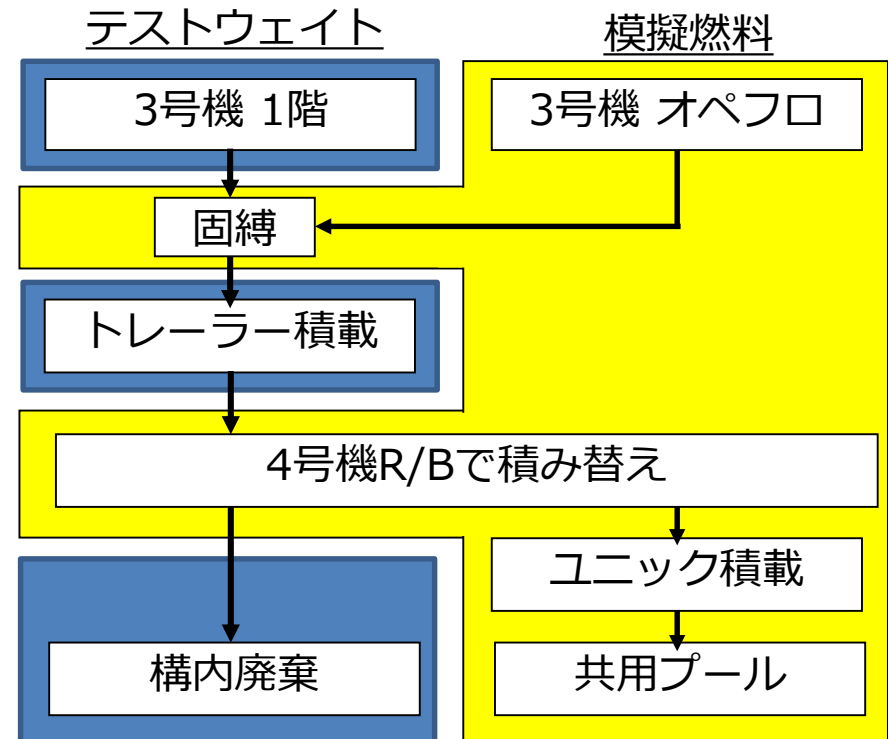 テストウェイト
模擬燃料
3号機 1階
3号機 オペフロ
固縛
トレーラー積載
4号機R/Bで積み替え
ユニック積載
構内廃棄
共用プール